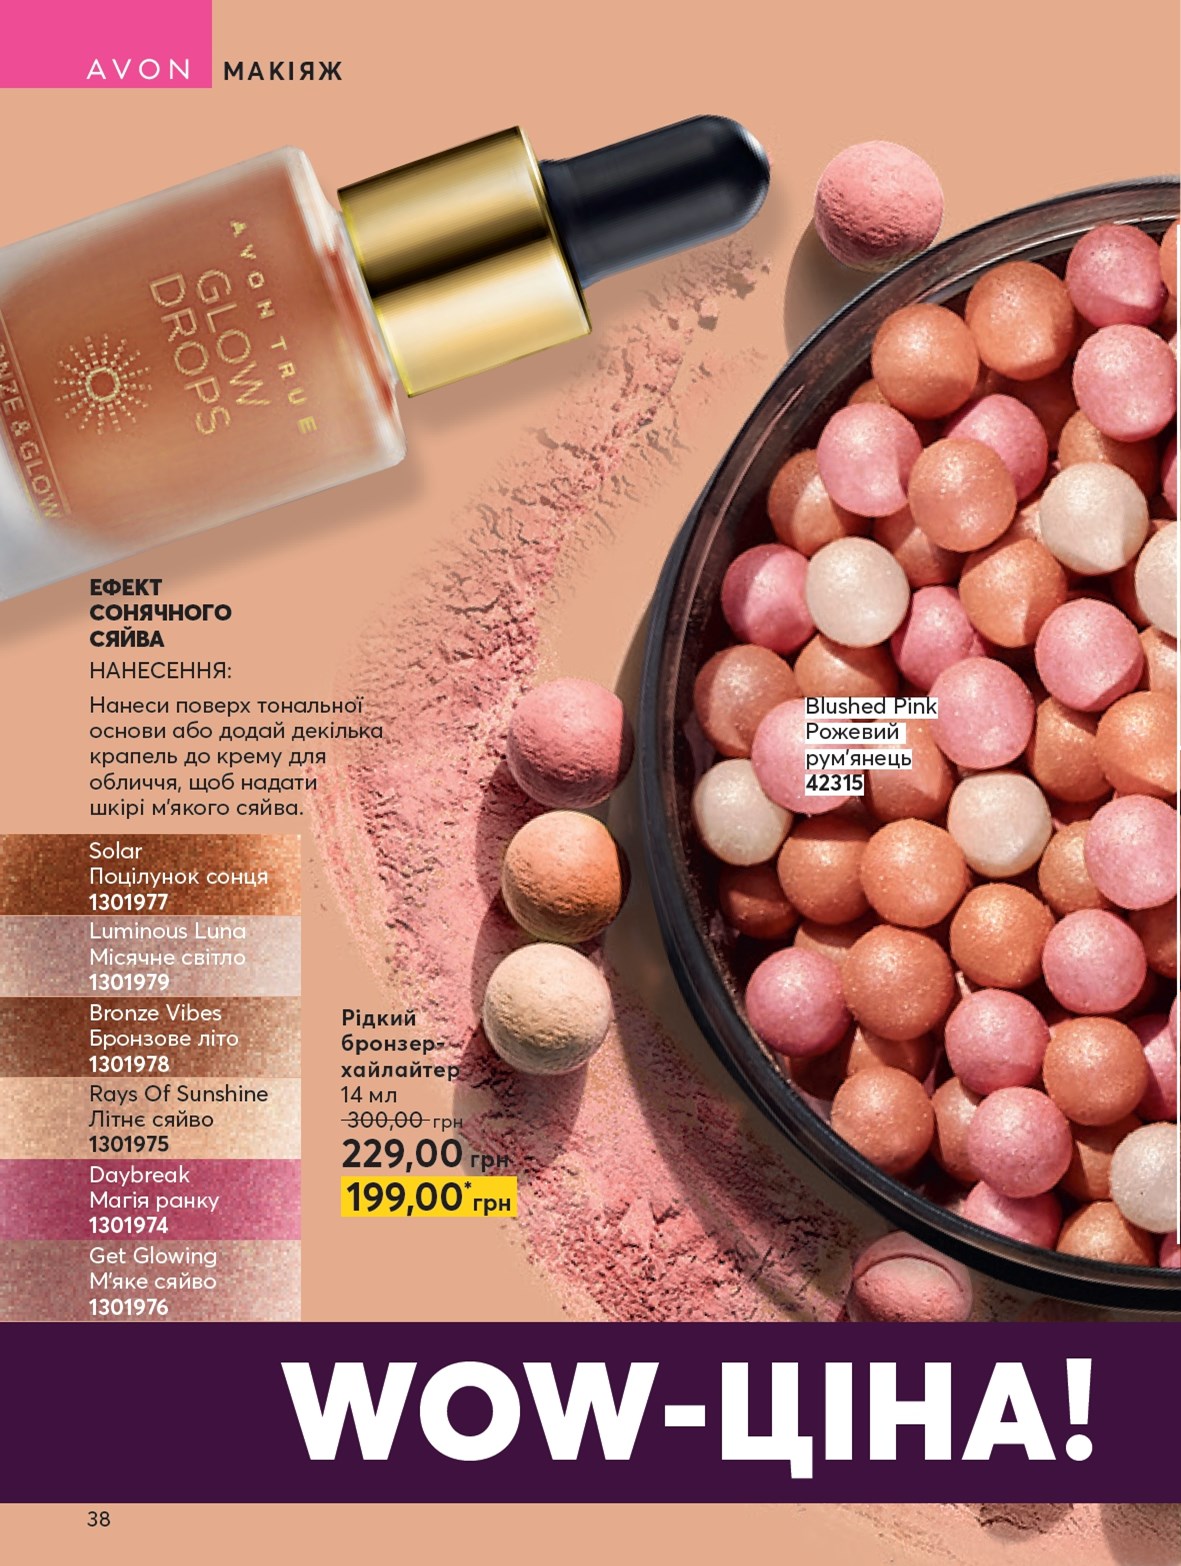 AVON МАКІЯЖ
AVON TRUE
GLOW
DROPS
& GLOW
ЕФЕКТ
СОНЯЧНОГО
СЯЙВА
НАНЕСЕННЯ:
Нанеси поверх тональної
основи або додай декілька
крапель до крему для
обличчя, щоб надати
шкірі м'якого сяйва.
Blushed Pink
Рожевий
рум'янець
42315
Solar
Поцілунок сонця
1301977
Luminous Luna
Місячне світло
1301979
Bronze Vibes
Бронзове літо
1301978
Rays Of Sunshine
Літнє сяйво
1301975
Daybreak
Магія ранку
1301974
Get Glowing
М'яке сяйво
1301976
Рідкий
бронзер-
хайлайтер
14 мл
300,00 грн
229,00 грн
199,00* грн
WOW-ЦІНА!
38